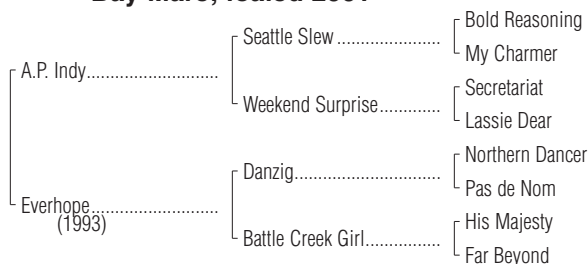 Bay Mare, foaled
Bold Reasoning
Seattle Slew ........................
My Charmer
A.P. Indy..............................
Secretariat
Weekend Surprise.............
Lassie Dear
Northern Dancer
Danzig..................................
Pas de Nom
Everhope.............................
(1993)
His Majesty
Battle Creek Girl.................
Far Beyond